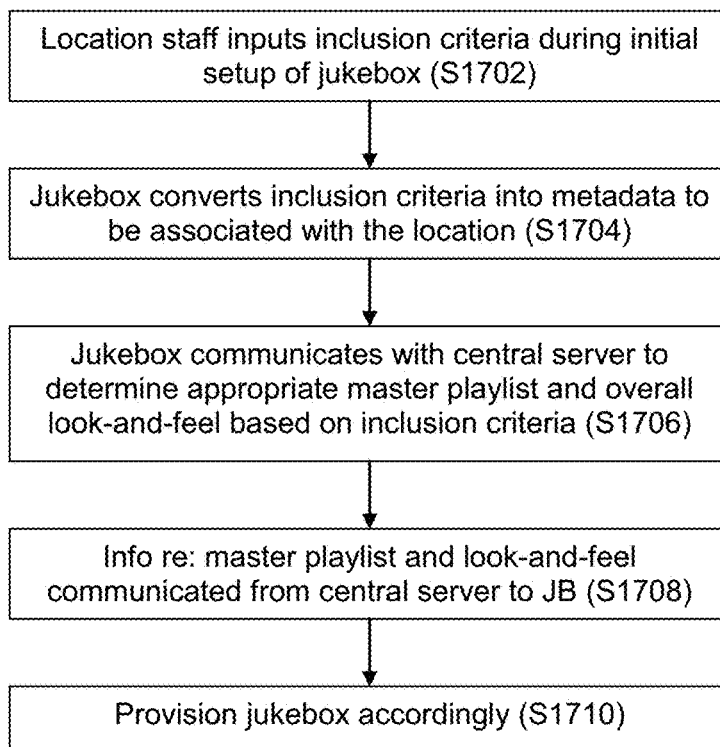 Location staff inputs inclusion criteria during initial
setup of jukebox (S1702)
Jukebox converts inclusion criteria into metadata to
be associated with the location (S1704)
Jukebox communicates with central server to
determine appropriate master playlist and overall
look-and-feel based on inclusion criteria (S1706)
Info re: master playlist and look-and-feel
communicated from central server to JB (S1708)
Provision jukebox accordingly (S1710)